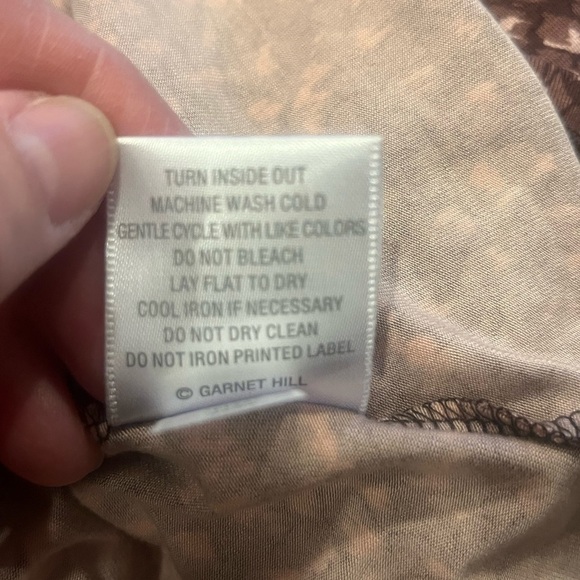 TURN INSIDE OUT
MACHINE WASH COLD
GENTLE CYCLE WITH LIKE COLORS
DO NOT BLEACH
LAY FLAT TO DRY
COOL IRON IF NECESSARY
DO NOT DRY CLEAN
DO NOT IRON PRINTED LABEL
© GARNET HILL